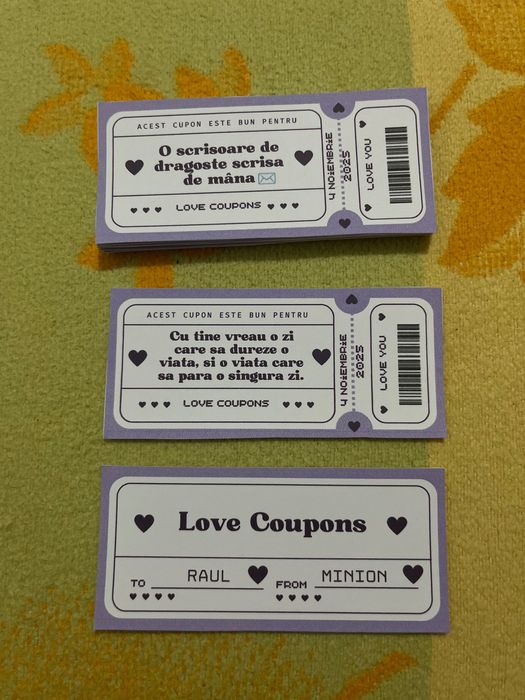 ACEST CUPON ESTE BUN PENTRU
O scrisoare de
dragoste scrisa
de mâna
LOVE COUPONS
4 NOiEMBRiE
2025
LOVE YOU
ACEST CUPON ESTE BUN PENTRU
Cu tine vreau o zi
care sa dureze o
viata, si o viata care
sa para o singura zi.
LOVE COUPONS
4 NOiEMBRiE
2025
LOVE YOU
Love Coupons
TO RAUL FROM MINION